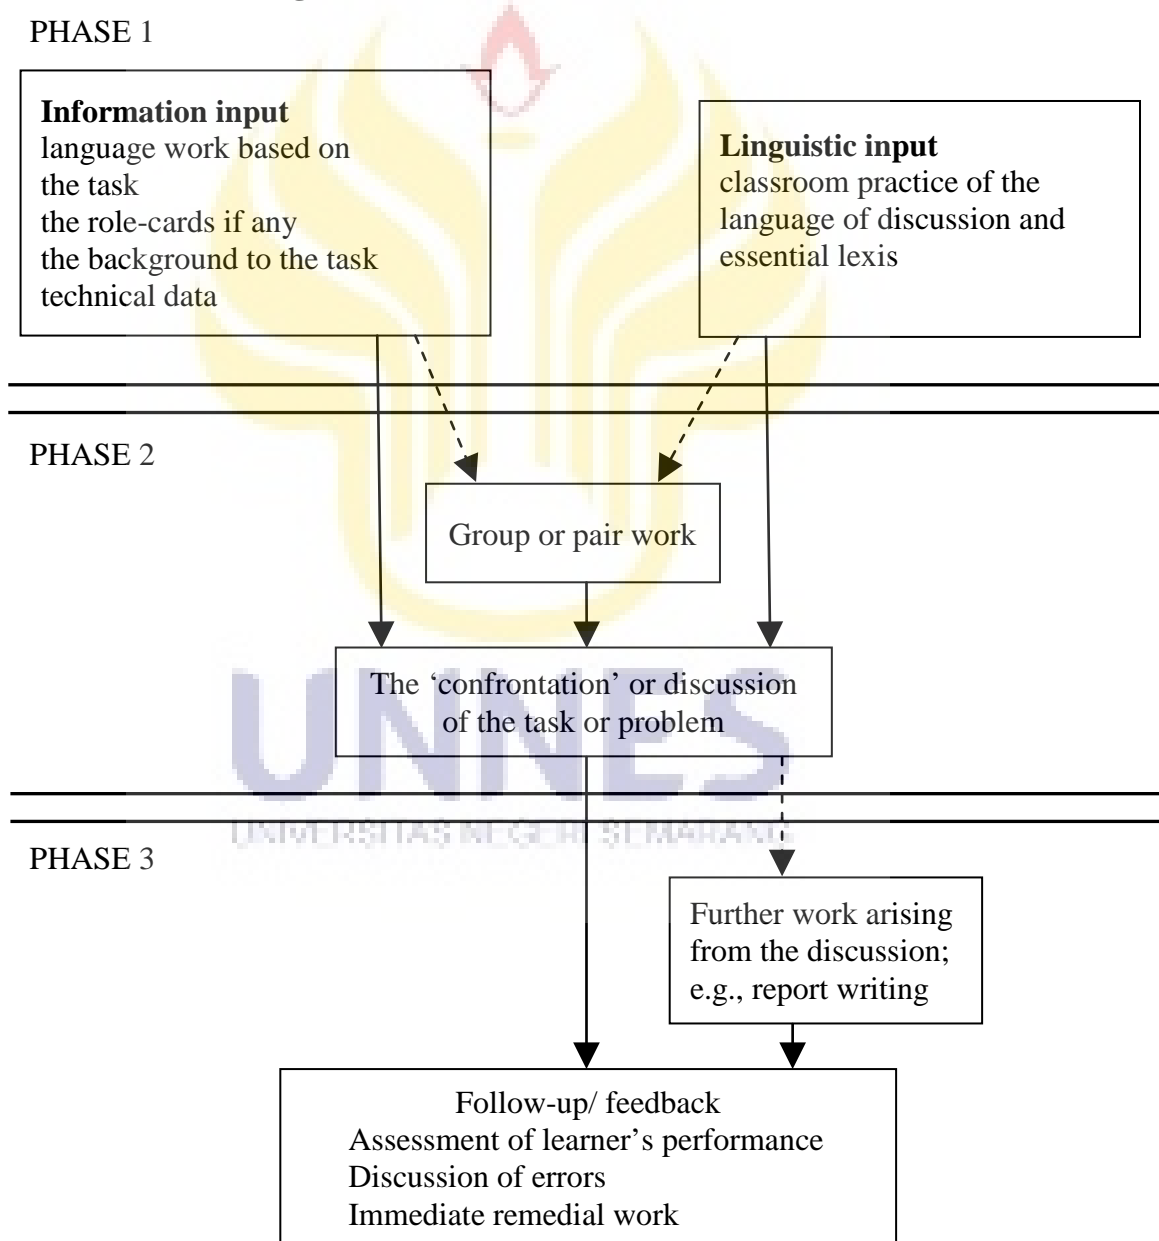 PHASE 1
Information input
language work based on
the task
the role-cards if any
the background to the task
technical data
Linguistic input
classroom practice of the
language of discussion and
essential lexis
PHASE 2
Group or pair work
The ‘confrontation’ or discussion
of the task or problem
UNNES
UNIVERSITAS NEGERI SEMARANG
PHASE 3
Further work arising
from the discussion;
e.g., report writing
Follow-up/ feedback
Assessment of learner’s performance
Discussion of errors
Immediate remedial work